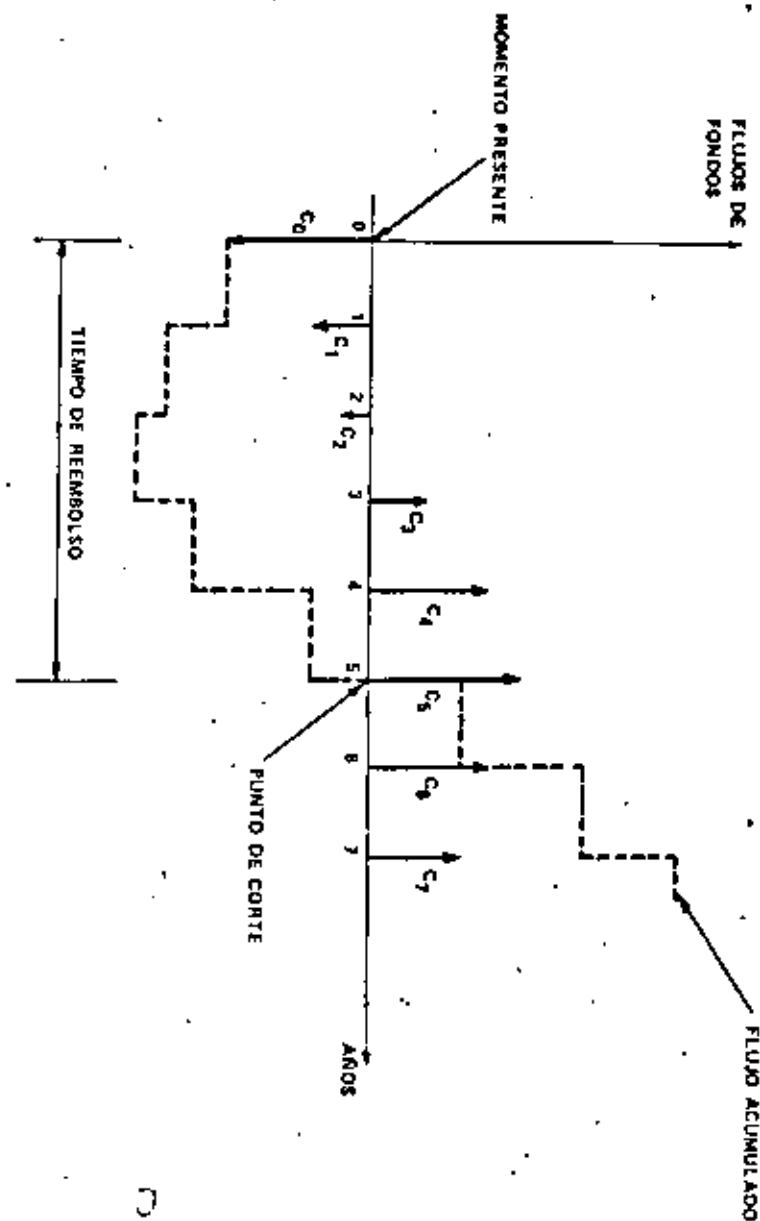 FLUJOS DE
FONDOS
FLUJO ACUMULADO
MOMENTO PRESENTE
0
1
2
3
4
5
6
7
AÑOS
C0
C1
C2
C3
C4
C5
C6
C7
PUNTO DE CORTE
TIEMPO DE REEMBOLSO